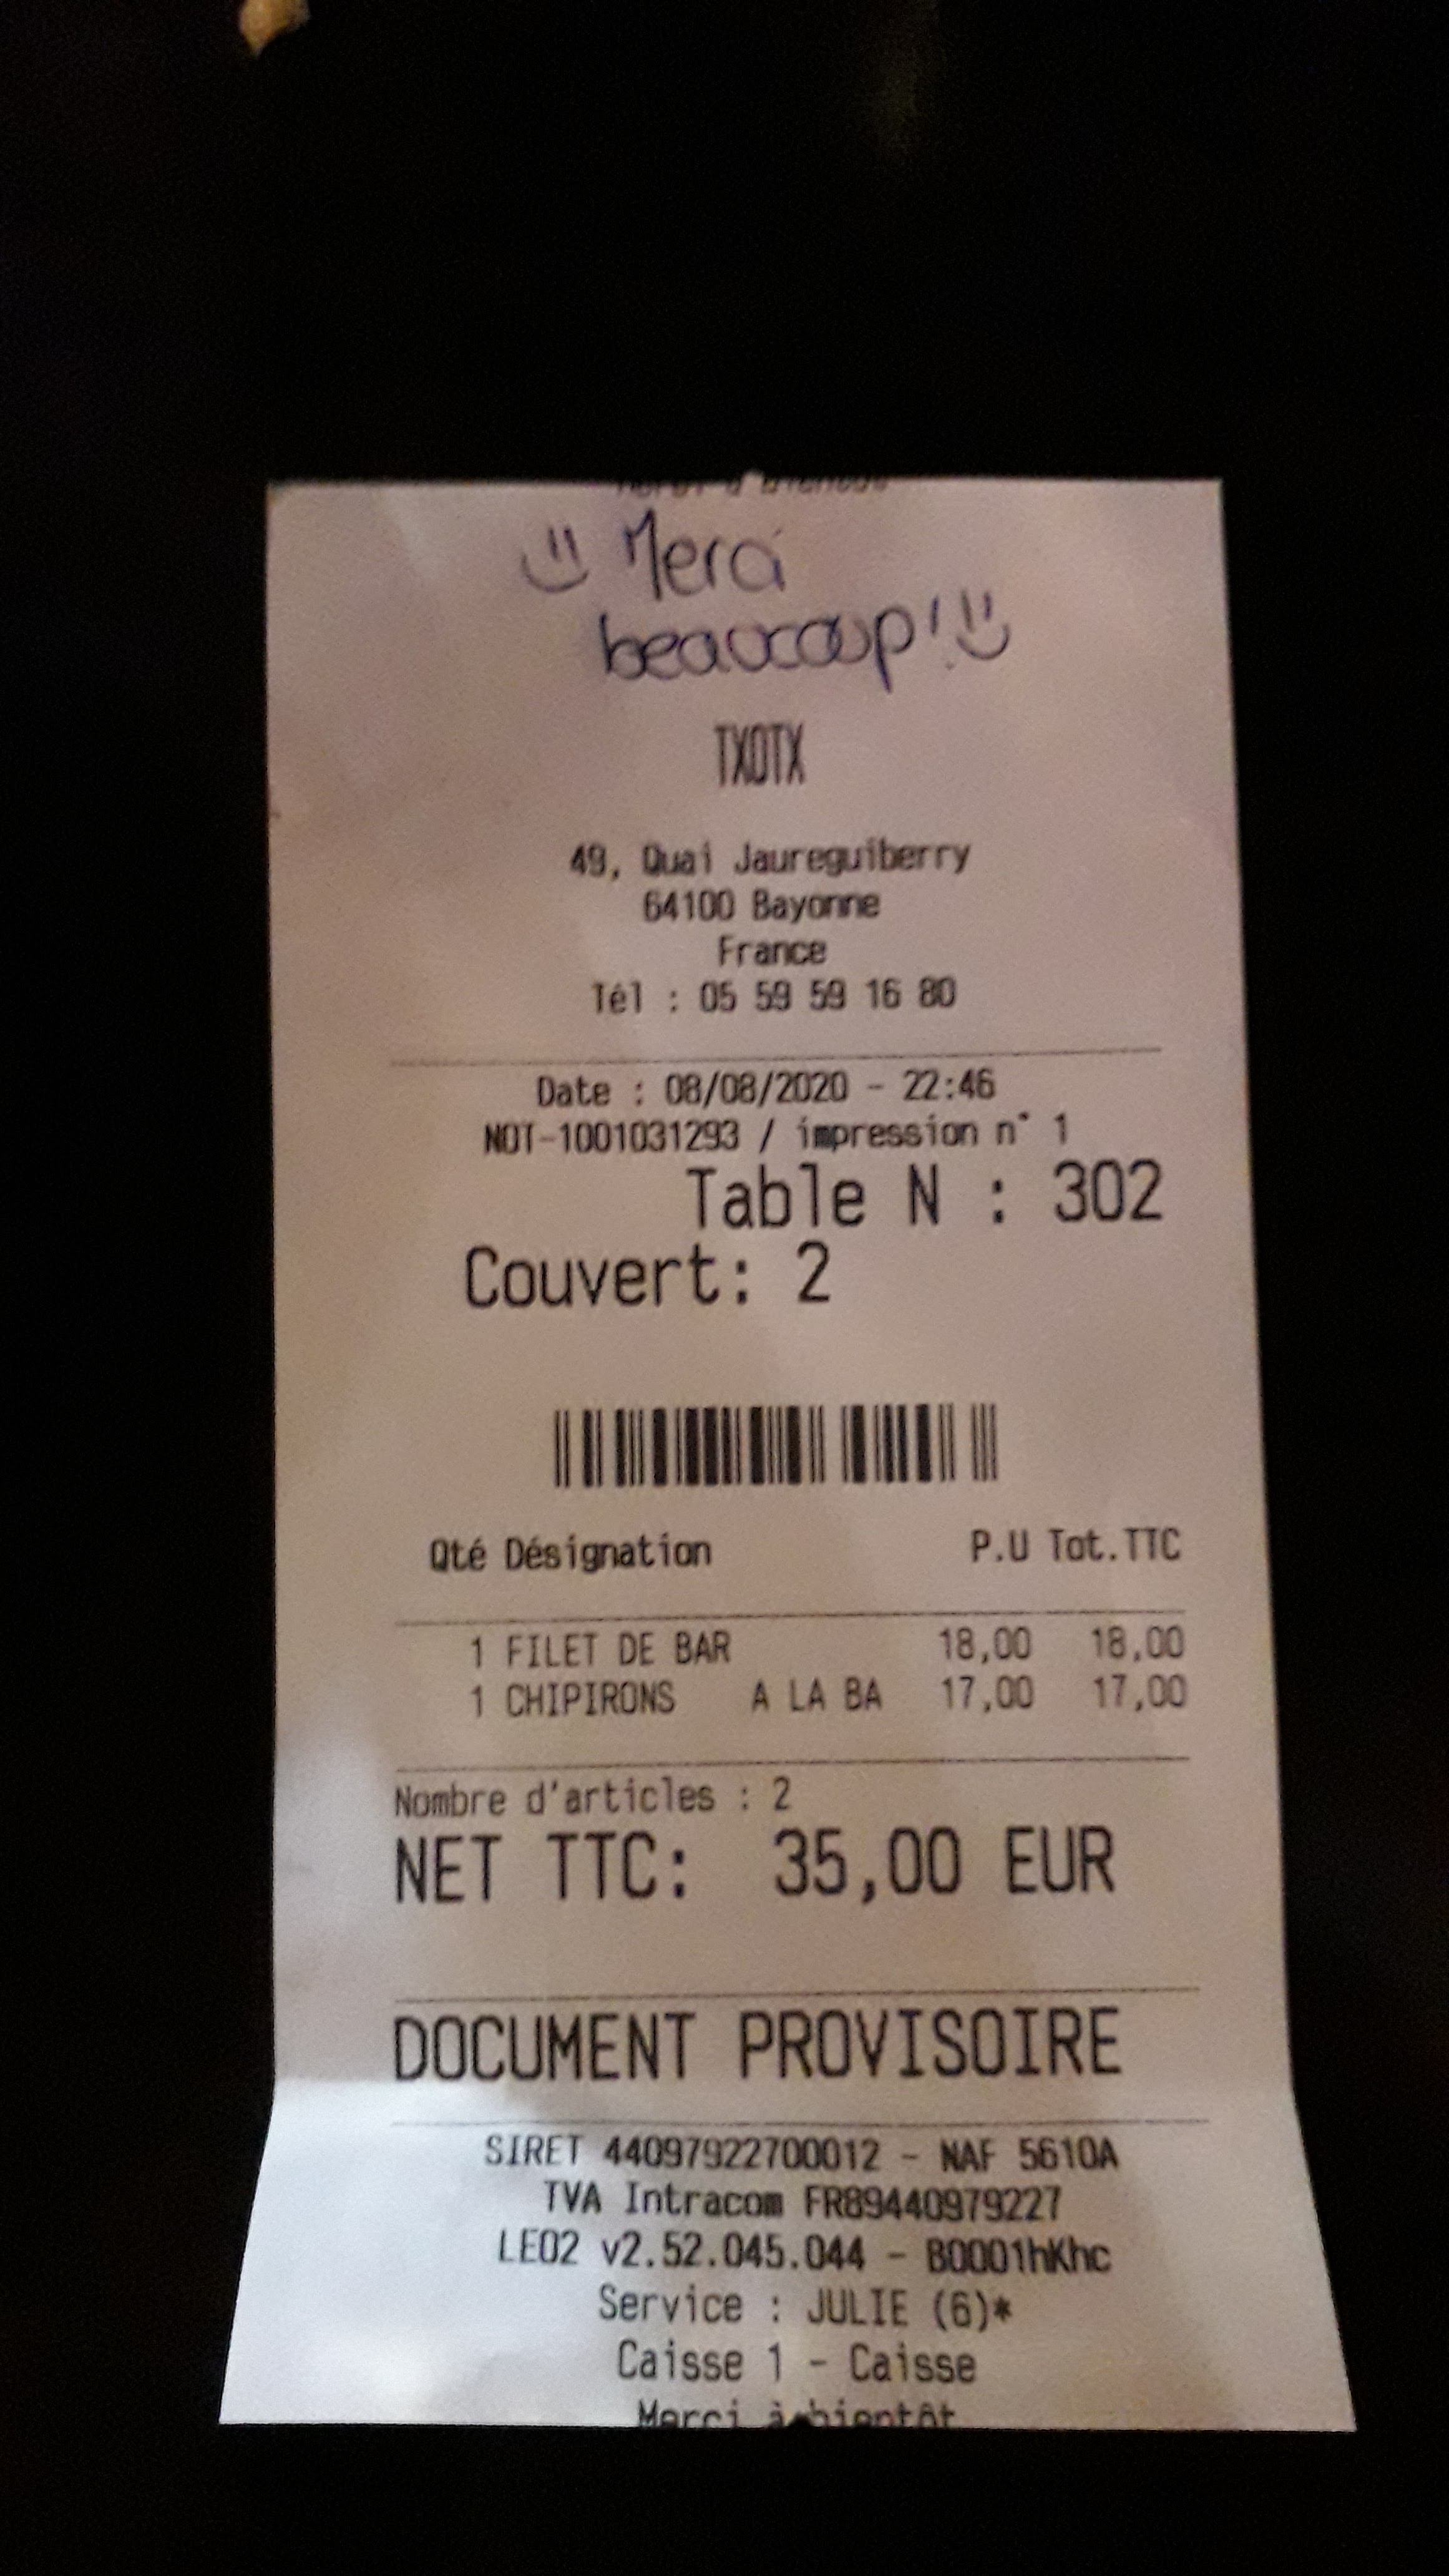 Merci
beaucoup!
TXOTX
49, Quai Jaureguiberry
64100 Bayonne
France
Tél : 05 59 59 16 80
Date : 08/08/2020 - 22:46
NOT-1001031293 / impression n° 1
Table N : 302
Couvert: 2
Qté Désignation P.U Tot.TTC
1 FILET DE BAR 18,00 18,00
1 CHIPIRONS A LA BA 17,00 17,00
Nombre d'articles : 2
NET TTC: 35,00 EUR
DOCUMENT PROVISOIRE
SIRET 44097922700012 - NAF 5610A
TVA Intracom FR89440979227
LEO2 v2.52.045.044 - B0001hKhc
Service : JULIE (6)*
Caisse 1 - Caisse
Merci à bientôt